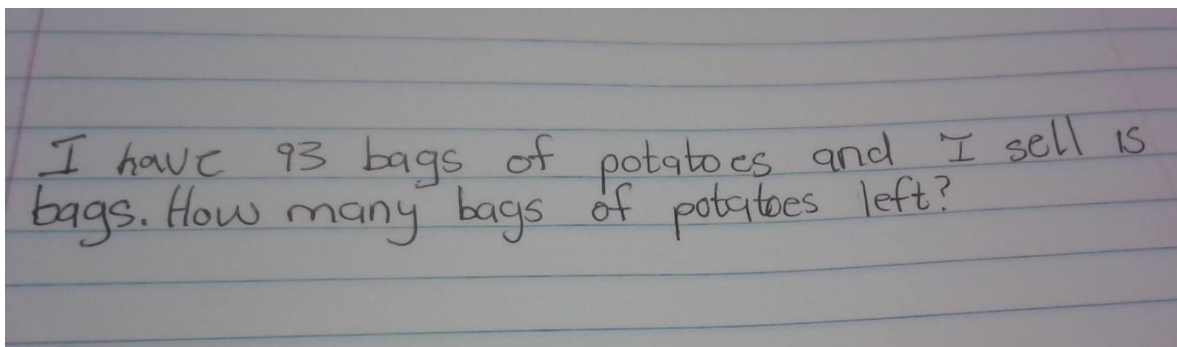 I have 93 bags of potatoes and I sell 15
bags. How many bags of potatoes left?